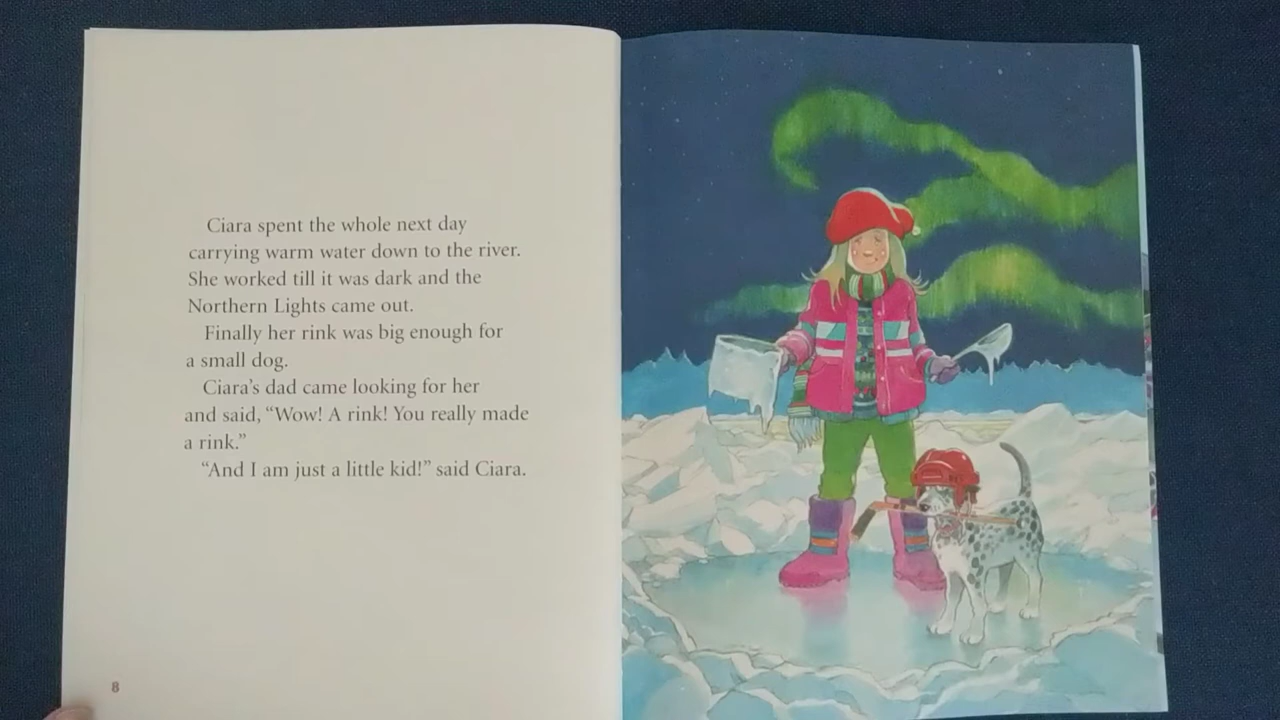 Ciara spent the whole next day
carrying warm water down to the river.
She worked till it was dark and the
Northern Lights came out.
Finally her rink was big enough for
a small dog.
Ciara’s dad came looking for her
and said, “Wow! A rink! You really made
a rink.”
“And I am just a little kid!” said Ciara.
8